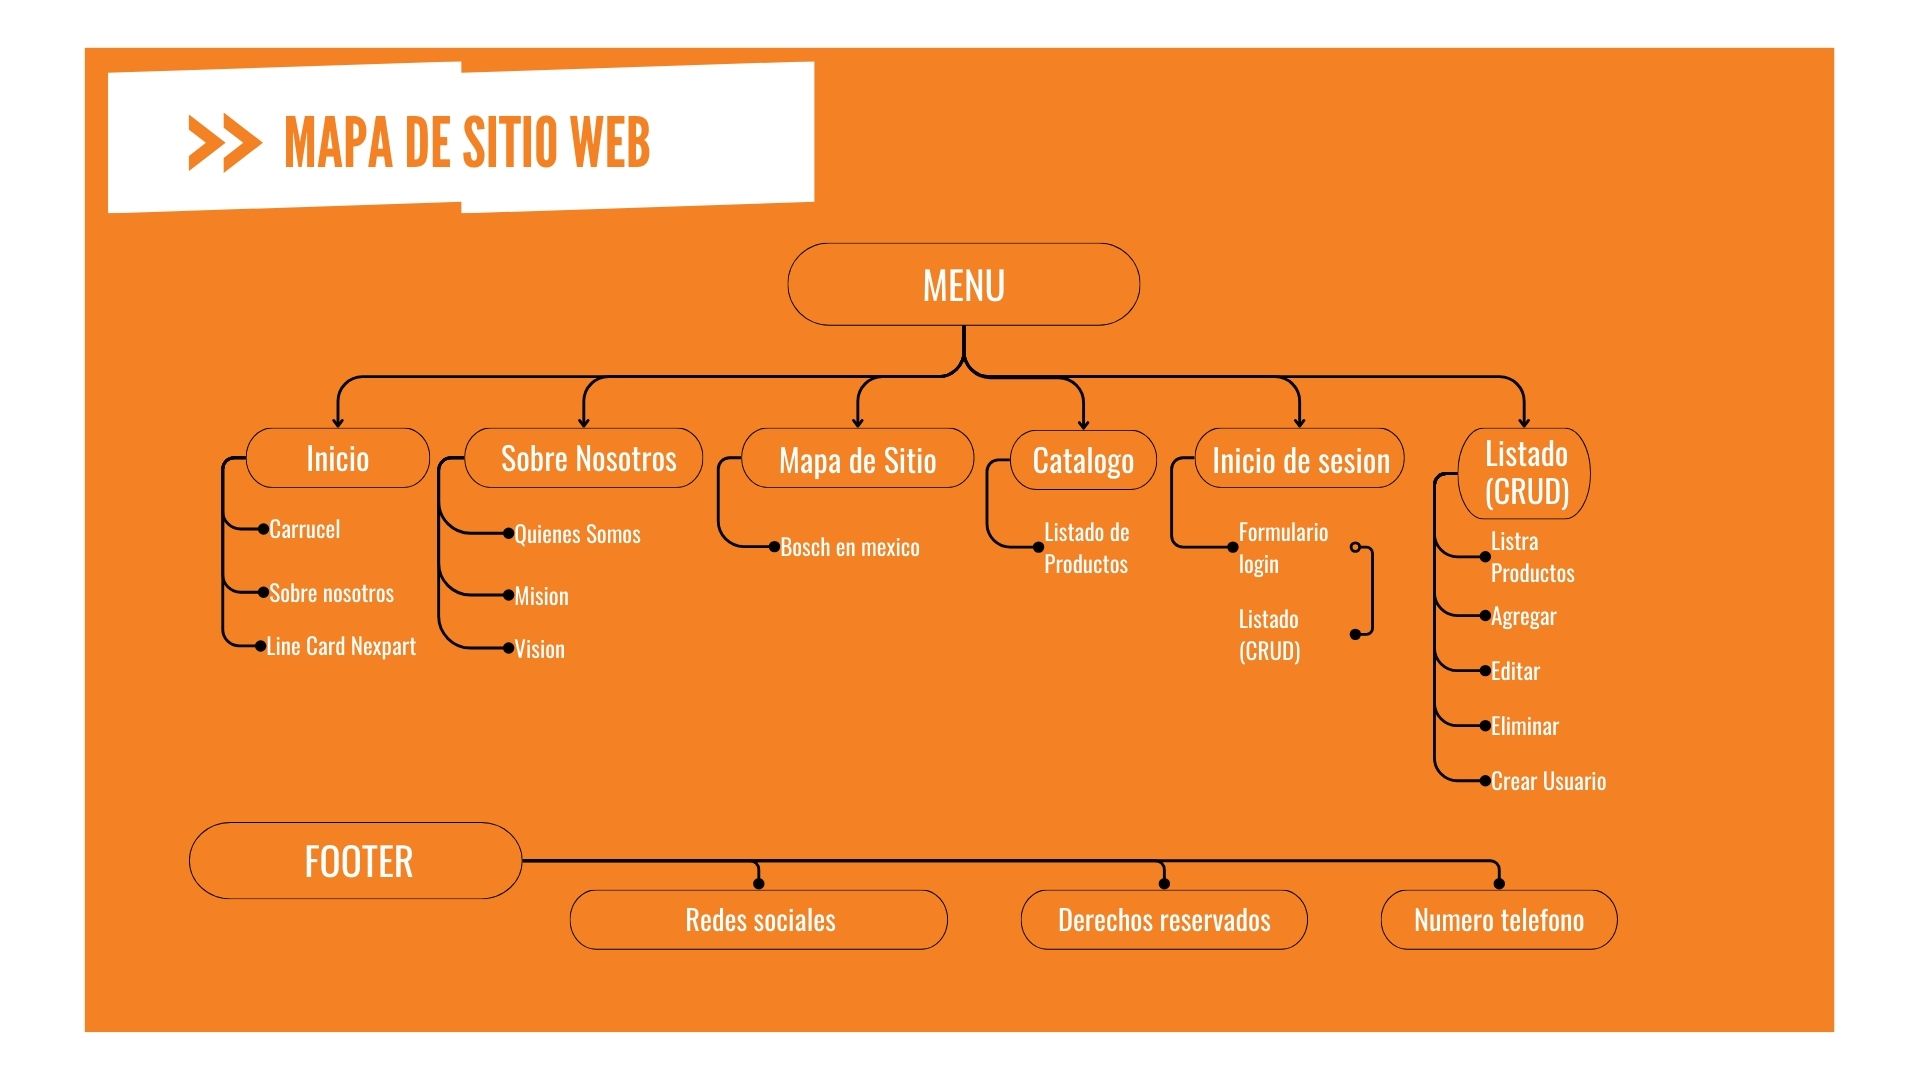 MAPA DE SITIO WEB
MENU
Inicio
Carrucel
Sobre nosotros
Line Card Nexpart
Sobre Nosotros
Quienes Somos
Mision
Vision
Mapa de Sitio
Bosch en mexico
Catalogo
Listado de
Productos
Inicio de sesion
Formulario
login
Listado
(CRUD)
Listado
(CRUD)
Listra
Productos
Agregar
Editar
Eliminar
Crear Usuario
FOOTER
Redes sociales
Derechos reservados
Numero telefono